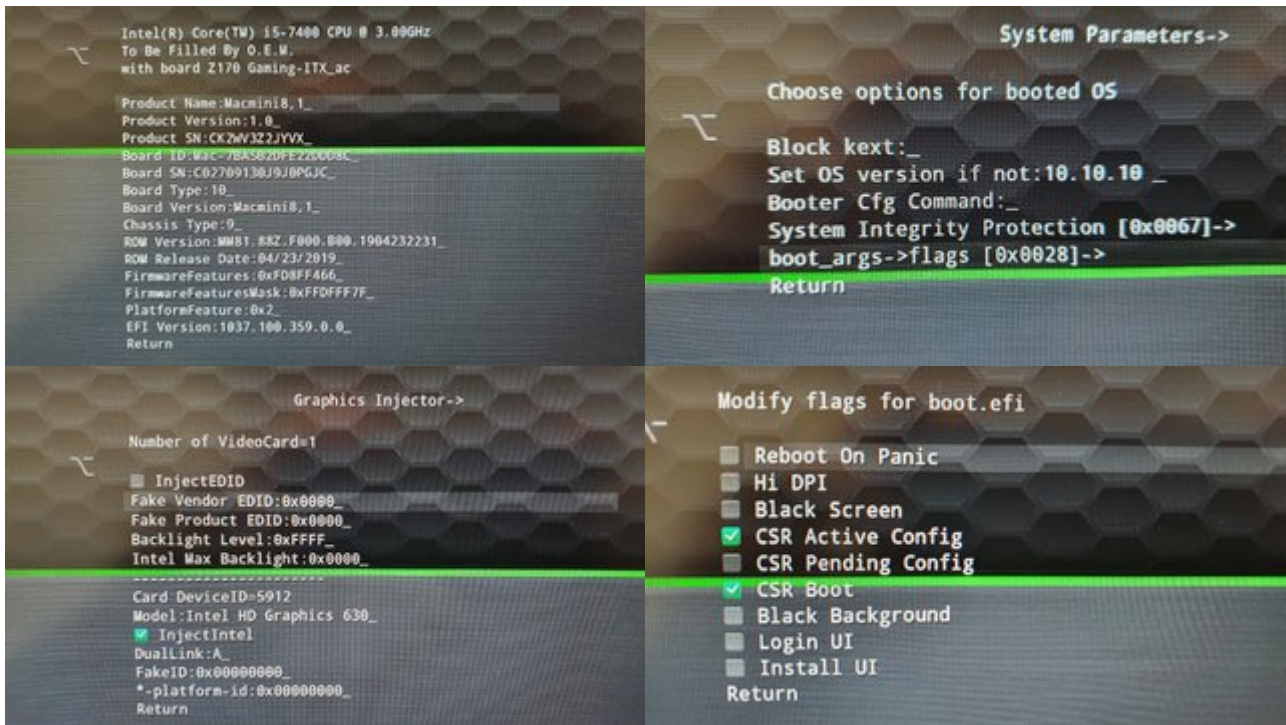 Intel(R) Core(TM) i5-7400 CPU @ 3.00GHz
To Be Filled By O.E.M.
with board Z170 Gaming-ITX_ac
Product Name:Macmini8,1_
Product Version:1.0_
Product SN:CK2WV3Z2JYVX_
Board ID:Mac-7BA5B2DFE22DDD8C_
Board SN:C02709130J9J0PGJC_
Board Type:10_
Board Version:Macmini8,1_
Chassis Type:9_
ROM Version:MM81.88Z.F000.B00.1904232231_
ROM Release Date:04/23/2019_
FirmwareFeatures:0xFD8FF466_
FirmwareFeaturesMask:0xFFDFFF7F_
PlatformFeature:0x2_
EFI Version:1037.100.359.0.0_
Return
System Parameters->
Choose options for booted OS
Block kext:_
Set OS version if not:10.10.10 _
Booter Cfg Command:_
System Integrity Protection [0x0067]->
boot_args->flags [0x0028]->
Return
Graphics Injector->
Number of VideoCard=1
InjectEDID
Fake Vendor EDID:0x0000_
Fake Product EDID:0x0000_
Backlight Level:0xFFFF_
Intel Max Backlight:0x0000_
----------------------
Card DeviceID=5912
Model:Intel HD Graphics 630_
InjectIntel
DualLink:A_
FakeID:0x00000000_
*-platform-id:0x00000000_
Return
Modify flags for boot.efi
Reboot On Panic
Hi DPI
Black Screen
CSR Active Config
CSR Pending Config
CSR Boot
Black Background
Login UI
Install UI
Return